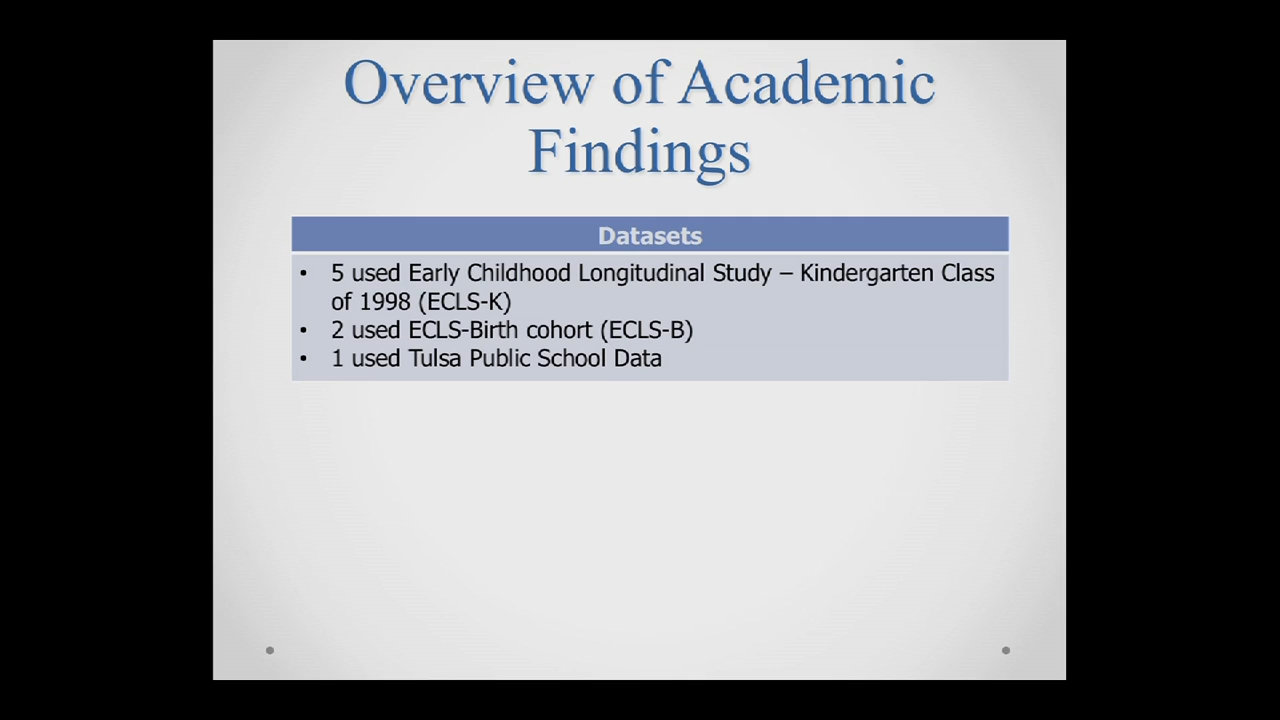 Overview of Academic
Findings
Datasets
• 5 used Early Childhood Longitudinal Study – Kindergarten Class
of 1998 (ECLS-K)
• 2 used ECLS-Birth cohort (ECLS-B)
• 1 used Tulsa Public School Data